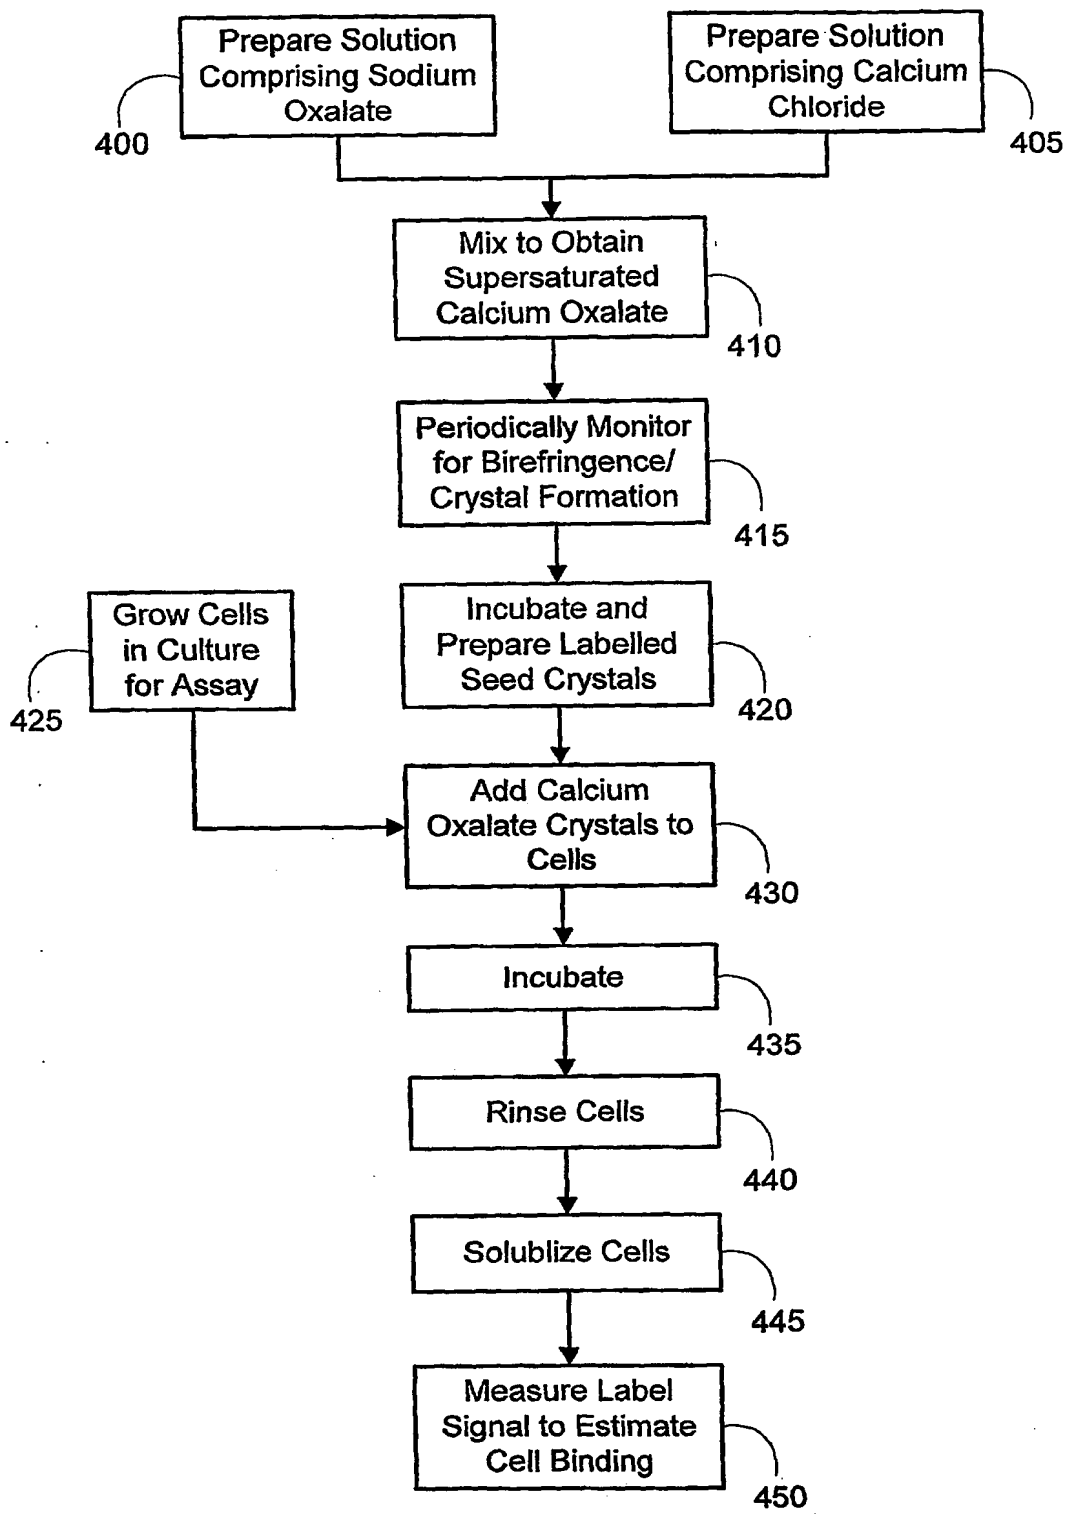 Prepare Solution
Comprising Sodium
Oxalate
400
Prepare Solution
Comprising Calcium
Chloride
405
Mix to Obtain
Supersaturated
Calcium Oxalate
410
Periodically Monitor
for Birefringence/
Crystal Formation
415
Incubate and
Prepare Labelled
Seed Crystals
420
Grow Cells
in Culture
for Assay
425
Add Calcium
Oxalate Crystals to
Cells
430
Incubate
435
Rinse Cells
440
Solublize Cells
445
Measure Label
Signal to Estimate
Cell Binding
450